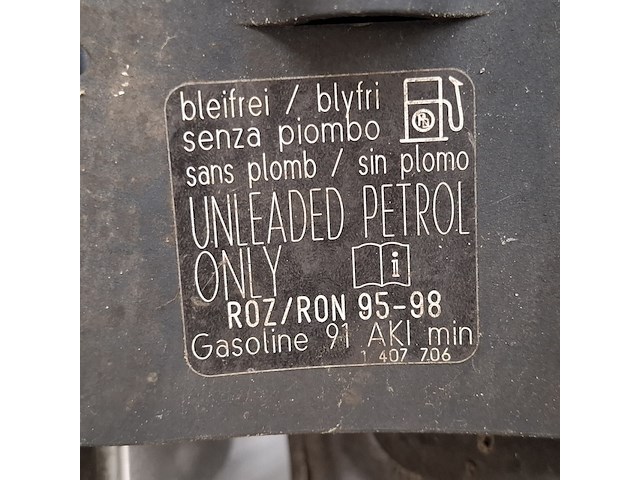 bleifrei / blyfri
senza piombo
sans plomb / sin plomo
UNLEADED PETROL
ONLY
i
ROZ/RON 95-98
Gasoline 91 AKI min
1 407 706